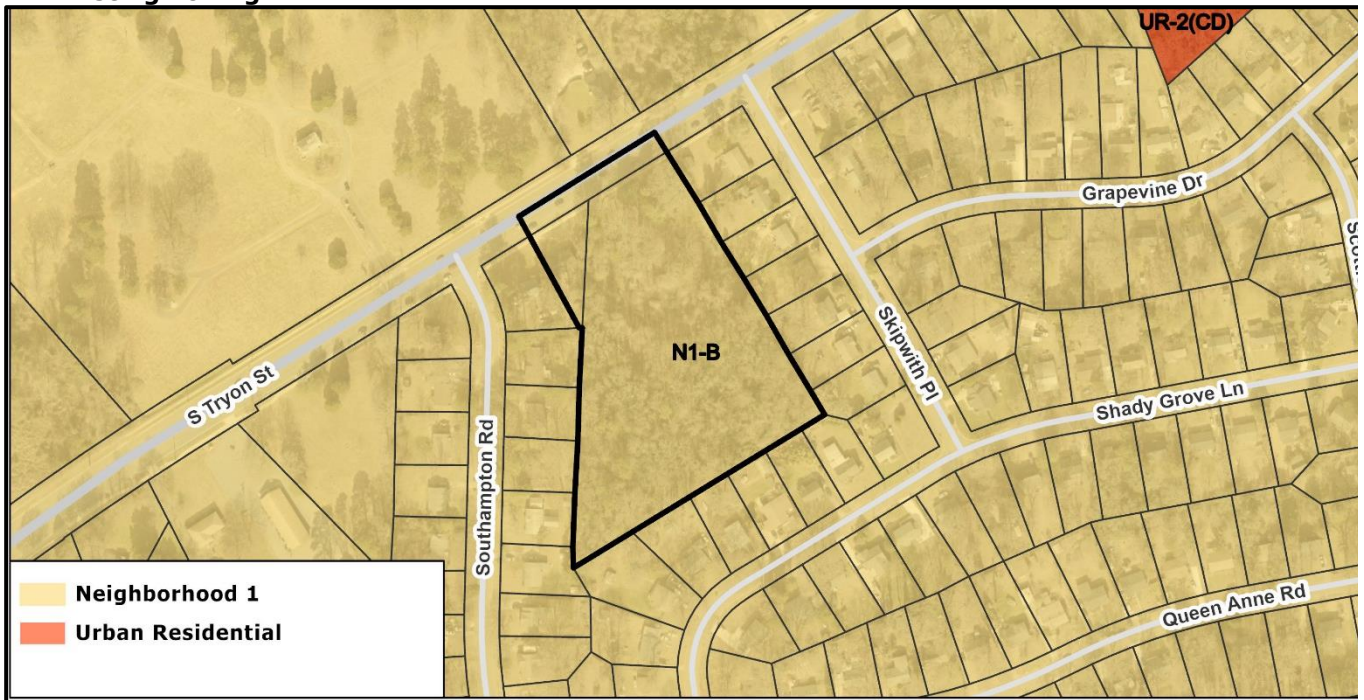 UR-2(CD)
Grapevine Dr
N1-B
Skipwith Pl
S Tryon St
Shady Grove Ln
Southampton Rd
Queen Anne Rd
Neighborhood 1
Urban Residential